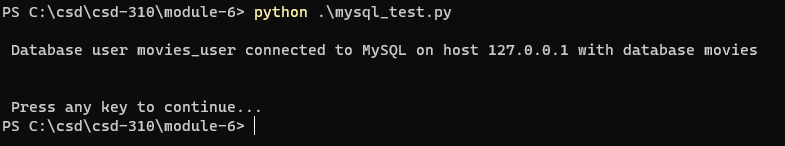 PS C:\csd\csd-310\module-6> python .\mysql_test.py
Database user movies_user connected to MySQL on host 127.0.0.1 with database movies
Press any key to continue...
PS C:\csd\csd-310\module-6>